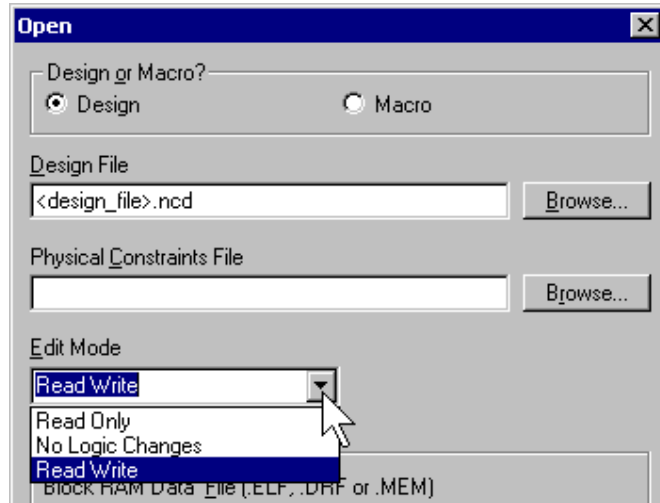 Open
Design or Macro?
Design Macro
Design File
<design_file>.ncd Browse...
Physical Constraints File
Browse...
Edit Mode
Read Write
Read Only
No Logic Changes
Read Write
Block RAM Data File (.ELF, .DRF or .MEM)